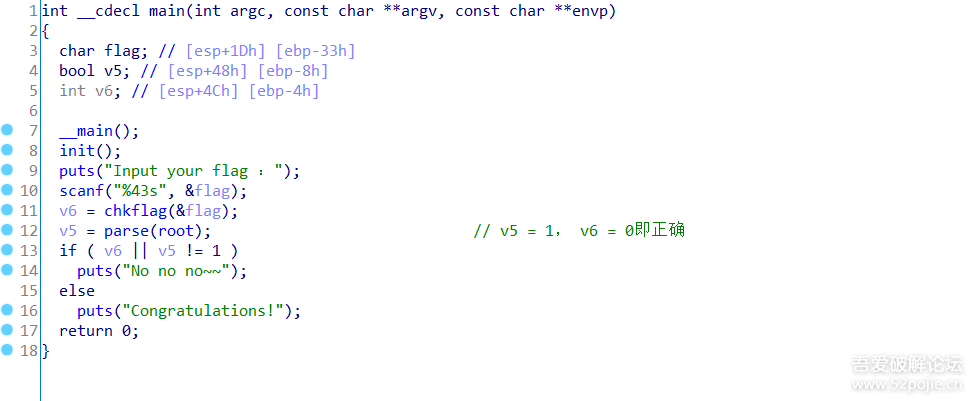 1 int __cdecl main(int argc, const char **argv, const char **envp)
2 {
3   char flag; // [esp+1Dh] [ebp-33h]
4   bool v5; // [esp+48h] [ebp-8h]
5   int v6; // [esp+4Ch] [ebp-4h]
6
7   __main();
8   init();
9   puts("Input your flag ：");
10   scanf("%43s", &flag);
11   v6 = chkflag(&flag);
12   v5 = parse(root);                             // v5 = 1， v6 = 0即正确
13   if ( v6 || v5 != 1 )
14     puts("No no no~~");
15   else
16     puts("Congratulations!");
17   return 0;
18 }
吾爱破解论坛
www.52pojie.cn